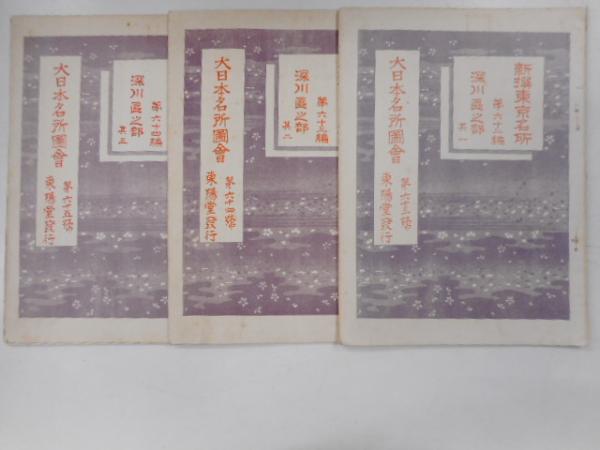 新撰東京名所
第六十二編
深川區之部
其一
大日本名所圖會
第六十三號
東陽堂發行
第六十三編
深川區之部
其二
大日本名所圖會
第六十四號
東陽堂發行
第六十四編
深川區之部
其三
大日本名所圖會
第六十五號
東陽堂發行